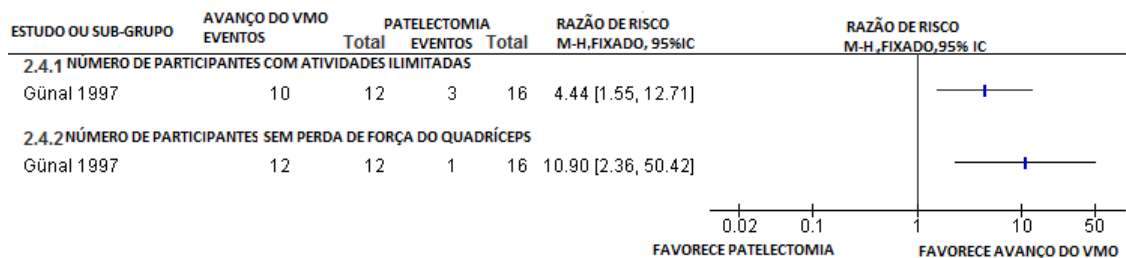 ESTUDO OU SUB-GRUPO AVANÇO DO VMO EVENTOS Total PATELECTOMIA EVENTOS Total RAZÃO DE RISCO M-H,FIXADO, 95%IC RAZÃO DE RISCO M-H,FIXADO,95% IC
2.4.1 NÚMERO DE PARTICIPANTES COM ATIVIDADES ILIMITADAS
Günal 1997 10 12 3 16 4.44 [1.55, 12.71]
2.4.2 NÚMERO DE PARTICIPANTES SEM PERDA DE FORÇA DO QUADRÍCEPS
Günal 1997 12 12 1 16 10.90 [2.36, 50.42]
0.02 0.1 1 10 50
FAVORECE PATELECTOMIA FAVORECE AVANÇO DO VMO